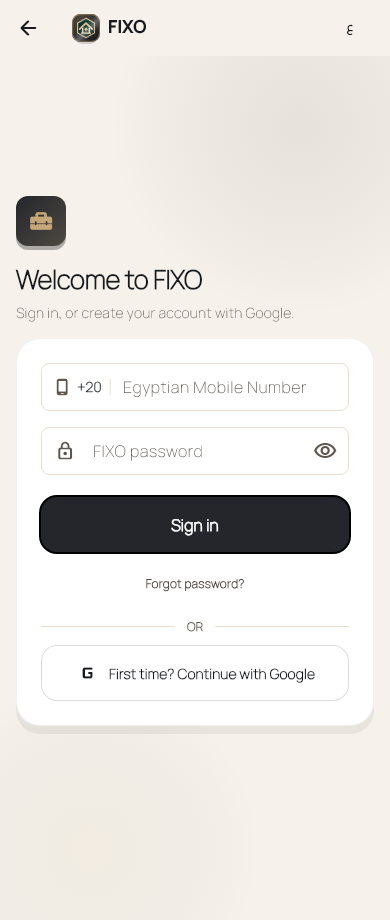 FIXO
ع
Welcome to FIXO
Sign in, or create your account with Google.
+20 Egyptian Mobile Number
FIXO password
Sign in
Forgot password?
OR
G First time? Continue with Google